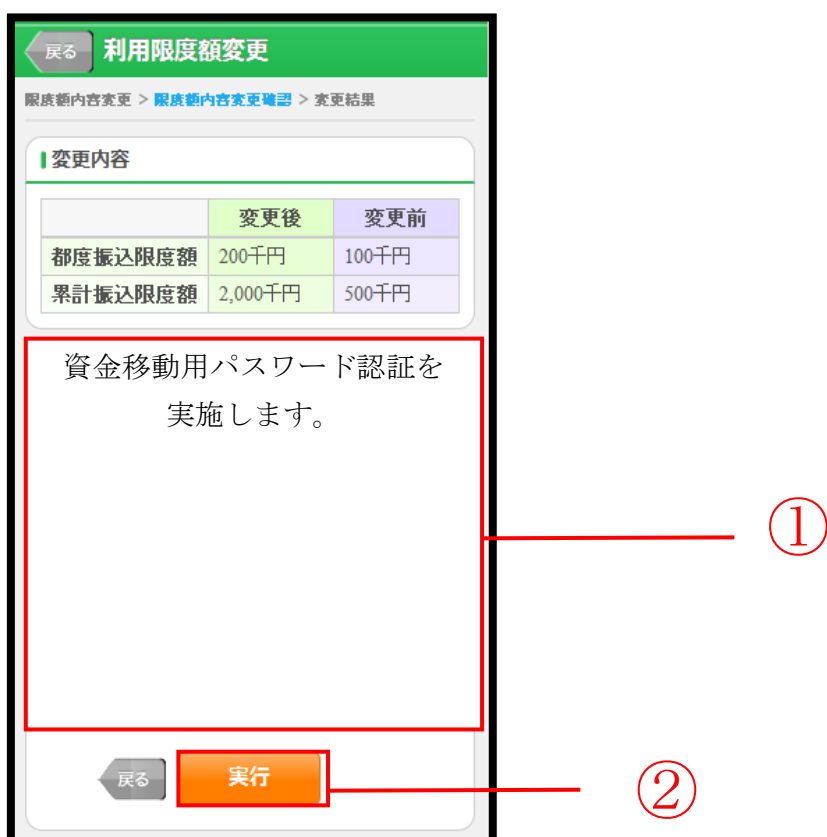 戻る 利用限度額変更
限度額内容変更 > 限度額内容変更確認 > 変更結果
変更内容
変更後 変更前
都度振込限度額 200千円 100千円
累計振込限度額 2,000千円 500千円
資金移動用パスワード認証を
実施します。
①
戻る 実行
②